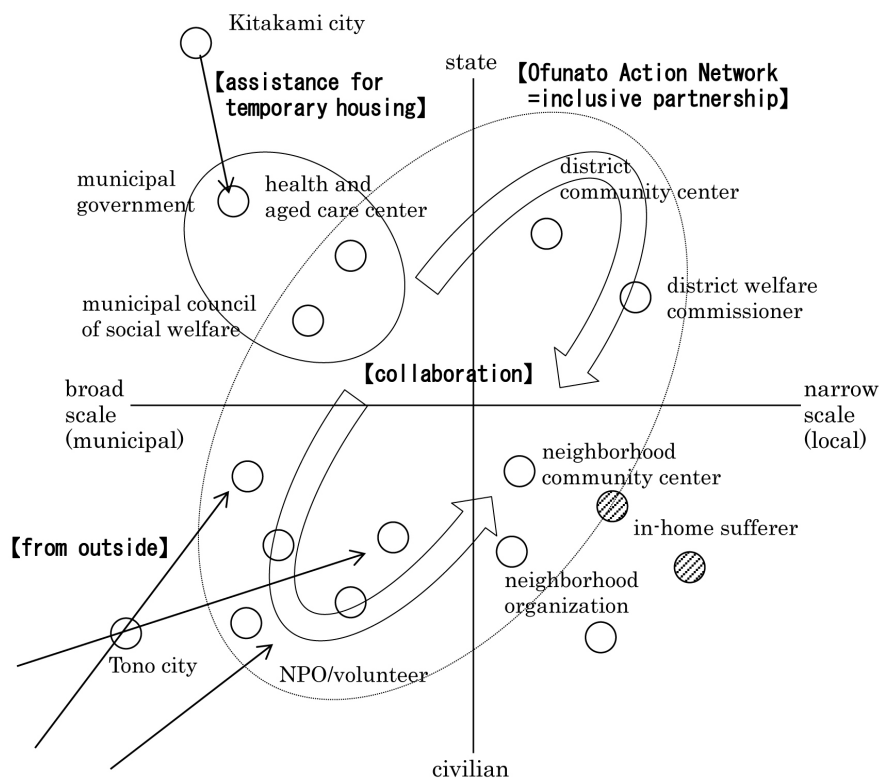 Kitakami city
【assistance for
temporary housing】
state
【Ofunato Action Network
=inclusive partnership】
municipal
government
health and
aged care center
district
community center
municipal council
of social welfare
district welfare
commissioner
【collaboration】
broad
scale
(municipal)
narrow
scale
(local)
neighborhood
community center
in-home sufferer
【from outside】
neighborhood
organization
Tono city
NPO/volunteer
civilian